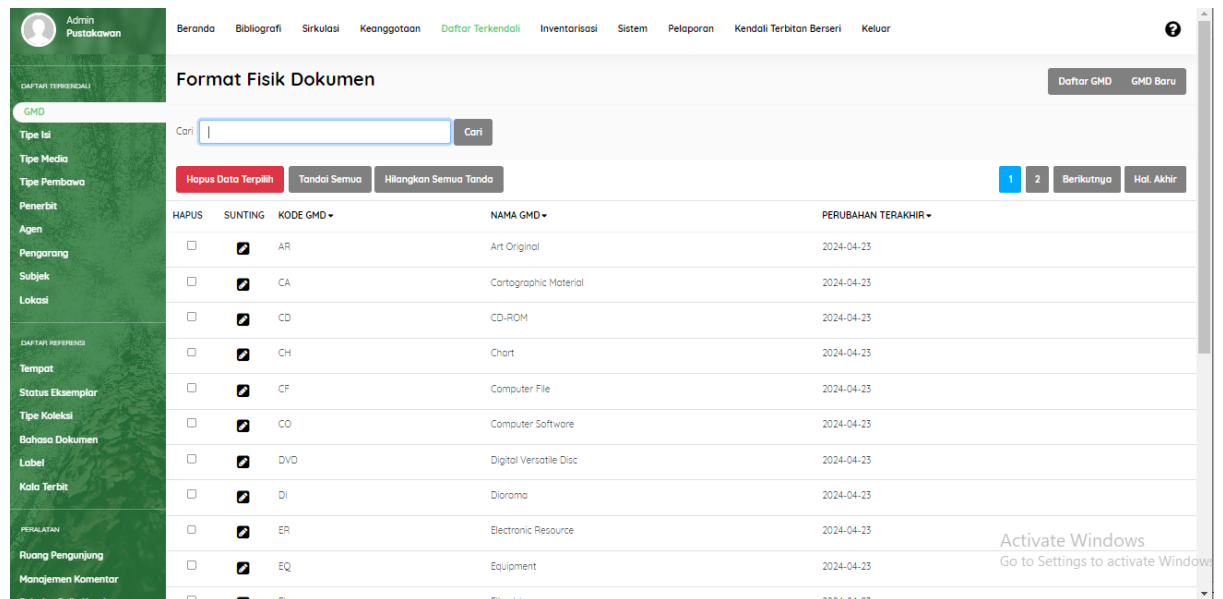 Admin
Pustakawan
Beranda Bibliografi Sirkulasi Keanggotaan Daftar Terkendali Inventarisasi Sistem Pelaporan Kendali Terbitan Berseri Keluar
DAFTAR TERKENDALI
GMD
Tipe Isi
Tipe Media
Tipe Pembawa
Penerbit
Agen
Pengarang
Subjek
Lokasi
DAFTAR REFERENSI
Tempat
Status Eksemplar
Tipe Koleksi
Bahasa Dokumen
Label
Kala Terbit
PERALATAN
Ruang Pengunjung
Manajemen Komentar
Format Fisik Dokumen
Daftar GMD GMD Baru
Cari Cari
Hapus Data Terpilih Tandai Semua Hilangkan Semua Tanda 1 2 Berikutnya Hal. Akhir
HAPUS SUNTING KODE GMD NAMA GMD PERUBAHAN TERAKHIR
AR Art Original 2024-04-23
CA Cartographic Material 2024-04-23
CD CD-ROM 2024-04-23
CH Chart 2024-04-23
CF Computer File 2024-04-23
CO Computer Software 2024-04-23
DVD Digital Versatile Disc 2024-04-23
DI Diorama 2024-04-23
ER Electronic Resource 2024-04-23
EQ Equipment 2024-04-23
Activate Windows
Go to Settings to activate Windows